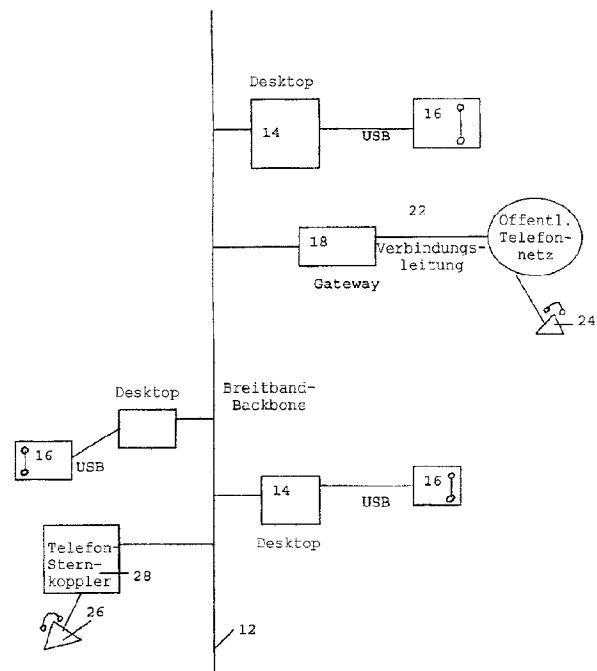 Desktop
14
USB
16
22
Öffentl.
Telefon-
netz
18
Verbindungs-
leitung
Gateway
24
Desktop
Breitband-
Backbone
16
USB
14
USB
16
Desktop
Telefon-
Stern-
koppler
28
26
12